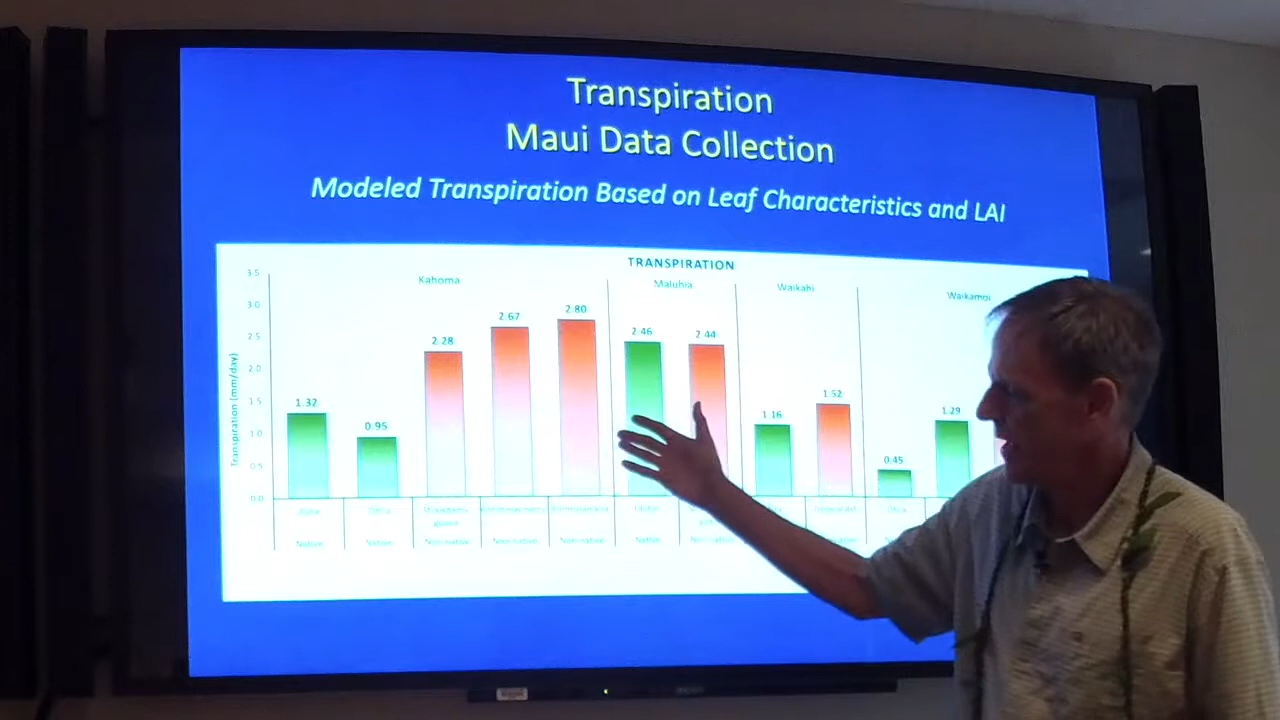 Transpiration
Maui Data Collection
Modeled Transpiration Based on Leaf Characteristics and LAI
TRANSPIRATION
Kahoma
Maluhia
Waikahi
Waikamoi
Transpiration (mm/day)
3.5
3.0
2.5
2.0
1.5
1.0
0.5
0.0
1.32
0.95
2.28
2.67
2.80
2.46
2.44
1.16
1.52
0.45
1.29
Native
Native
Non-native
Non-native
Non-native
Native